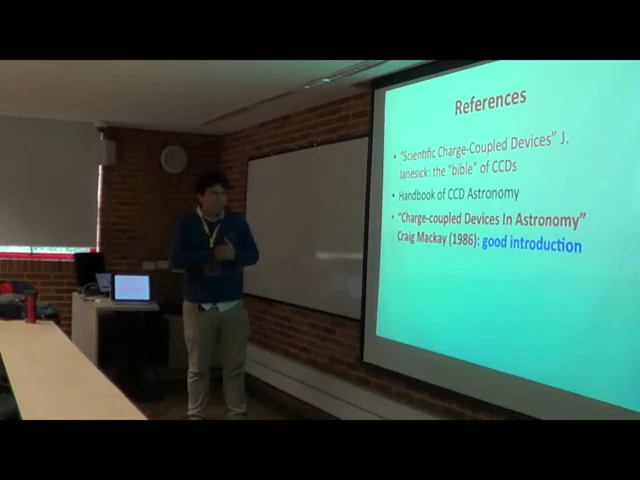 References
• "Scientific Charge-Coupled Devices" J.
Janesick: the "bible" of CCDs
• Handbook of CCD Astronomy
• "Charge-coupled Devices In Astronomy"
Craig Mackay (1986): good introduction